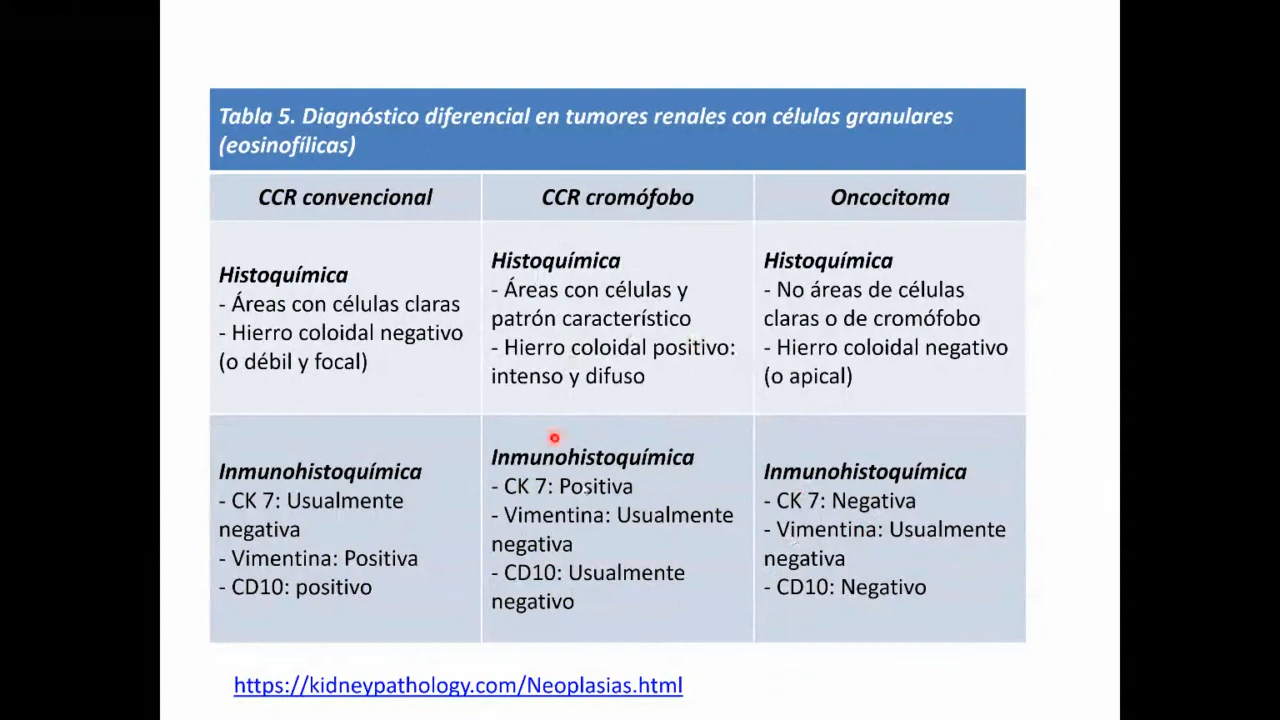 Tabla 5. Diagnóstico diferencial en tumores renales con células granulares
(eosinofílicas)
CCR convencional
CCR cromófobo
Oncocitoma
Histoquímica
- Áreas con células claras
- Hierro coloidal negativo
(o débil y focal)
Histoquímica
- Áreas con células y
patrón característico
- Hierro coloidal positivo:
intenso y difuso
Histoquímica
- No áreas de células
claras o de cromófobo
- Hierro coloidal negativo
(o apical)
Inmunohistoquímica
- CK 7: Usualmente
negativa
- Vimentina: Positiva
- CD10: positivo
Inmunohistoquímica
- CK 7: Positiva
- Vimentina: Usualmente
negativa
- CD10: Usualmente
negativo
Inmunohistoquímica
- CK 7: Negativa
- Vimentina: Usualmente
negativa
- CD10: Negativo
https://kidneypathology.com/Neoplasias.html